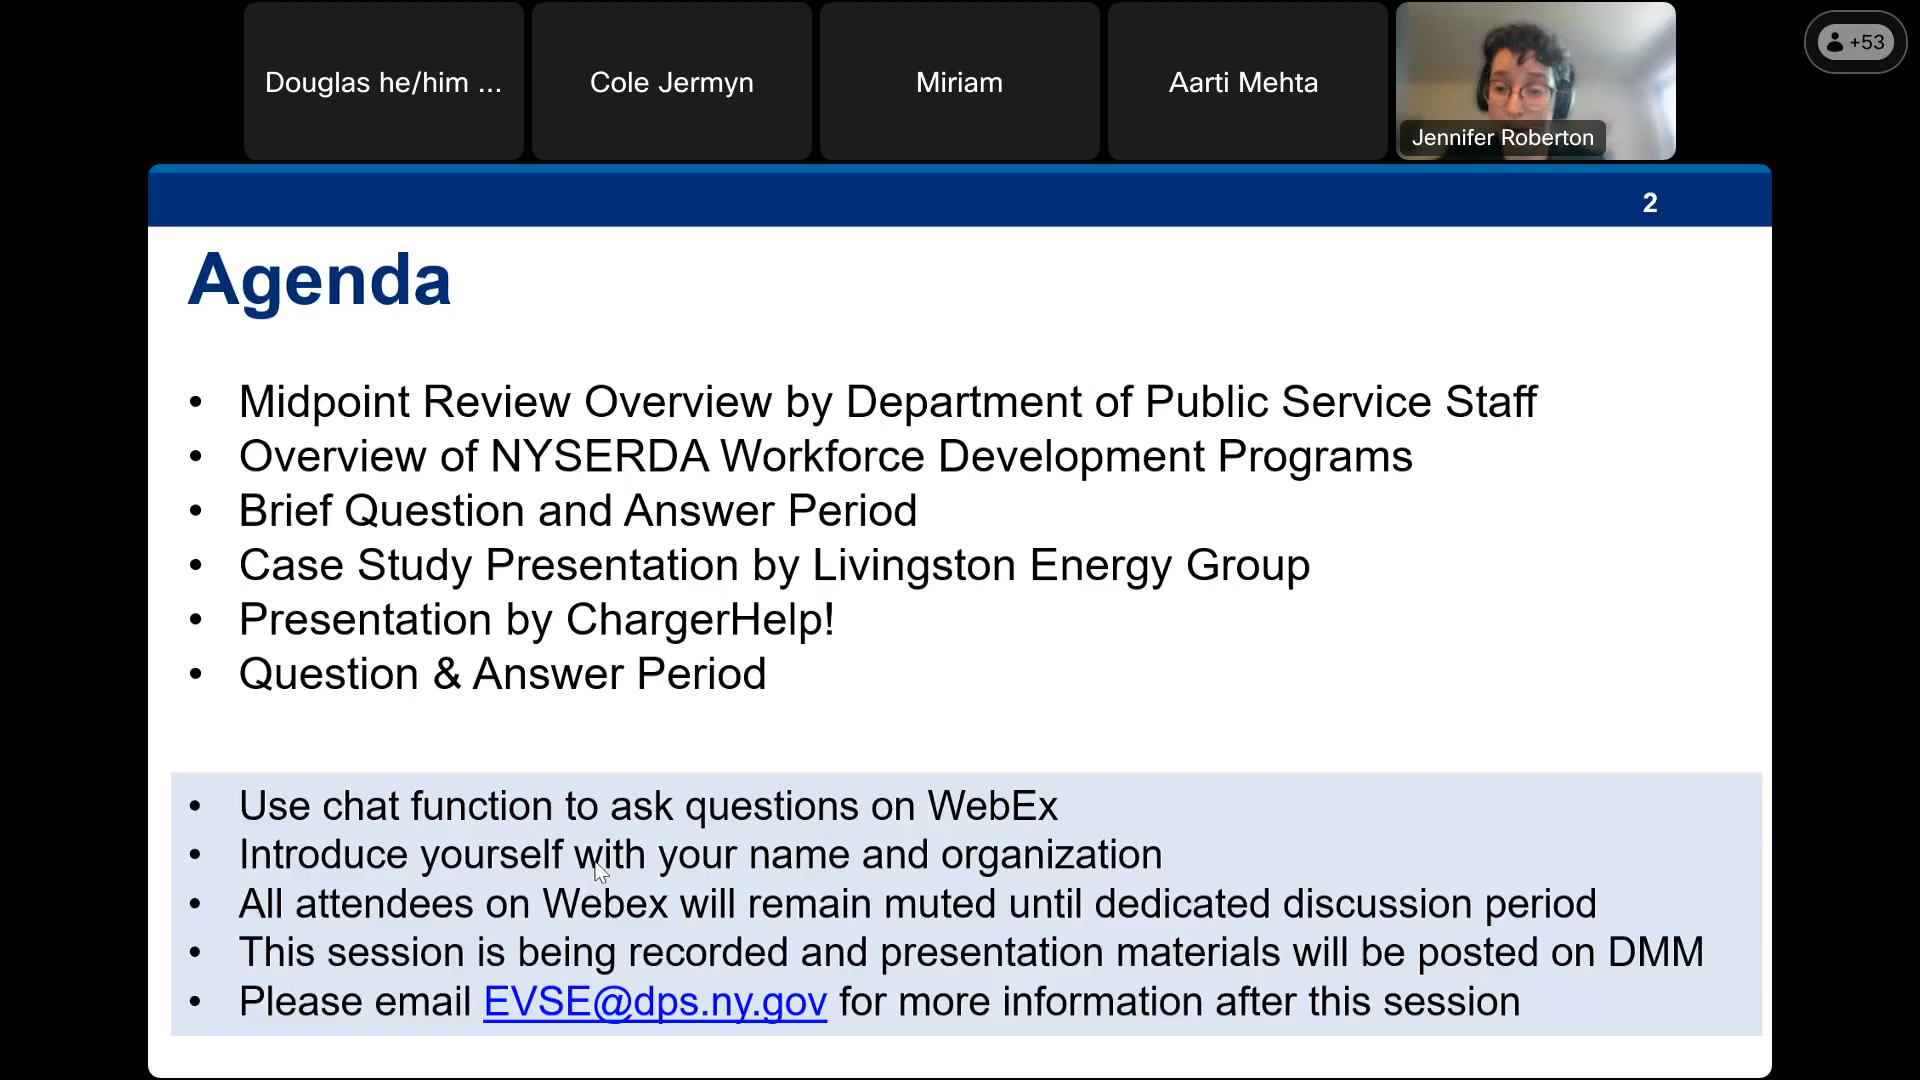 Douglas he/him ...
Cole Jermyn
Miriam
Aarti Mehta
Jennifer Roberton
+53
2
Agenda
• Midpoint Review Overview by Department of Public Service Staff
• Overview of NYSERDA Workforce Development Programs
• Brief Question and Answer Period
• Case Study Presentation by Livingston Energy Group
• Presentation by ChargerHelp!
• Question & Answer Period
• Use chat function to ask questions on WebEx
• Introduce yourself with your name and organization
• All attendees on Webex will remain muted until dedicated discussion period
• This session is being recorded and presentation materials will be posted on DMM
• Please email EVSE@dps.ny.gov for more information after this session